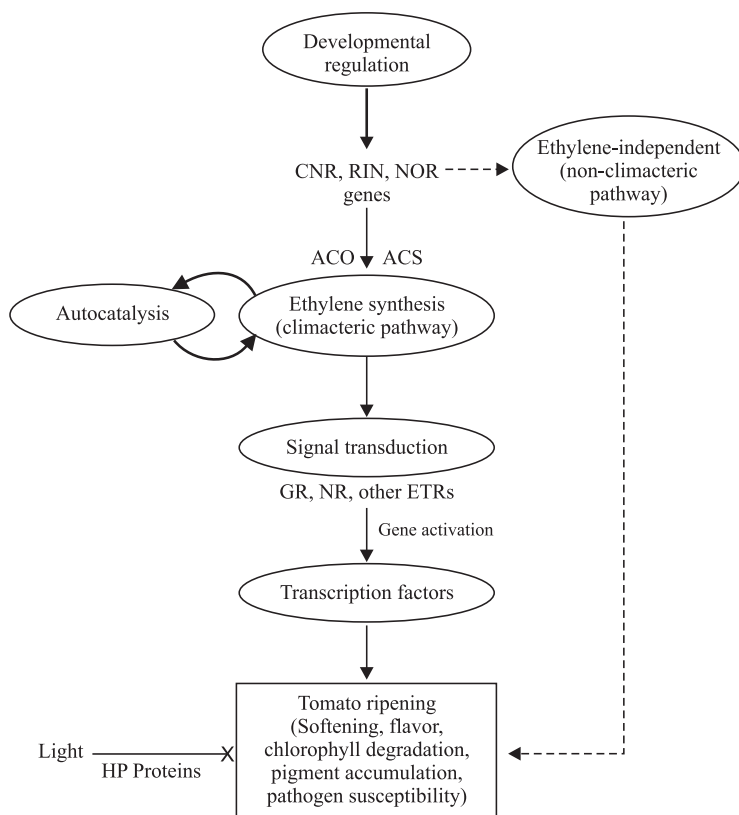 Developmental
regulation
CNR, RIN, NOR
genes
Ethylene-independent
(non-climacteric
pathway)
ACO
ACS
Autocatalysis
Ethylene synthesis
(climacteric pathway)
Signal transduction
GR, NR, other ETRs
Gene activation
Transcription factors
Tomato ripening
(Softening, flavor,
chlorophyll degradation,
pigment accumulation,
pathogen susceptibility)
Light
HP Proteins